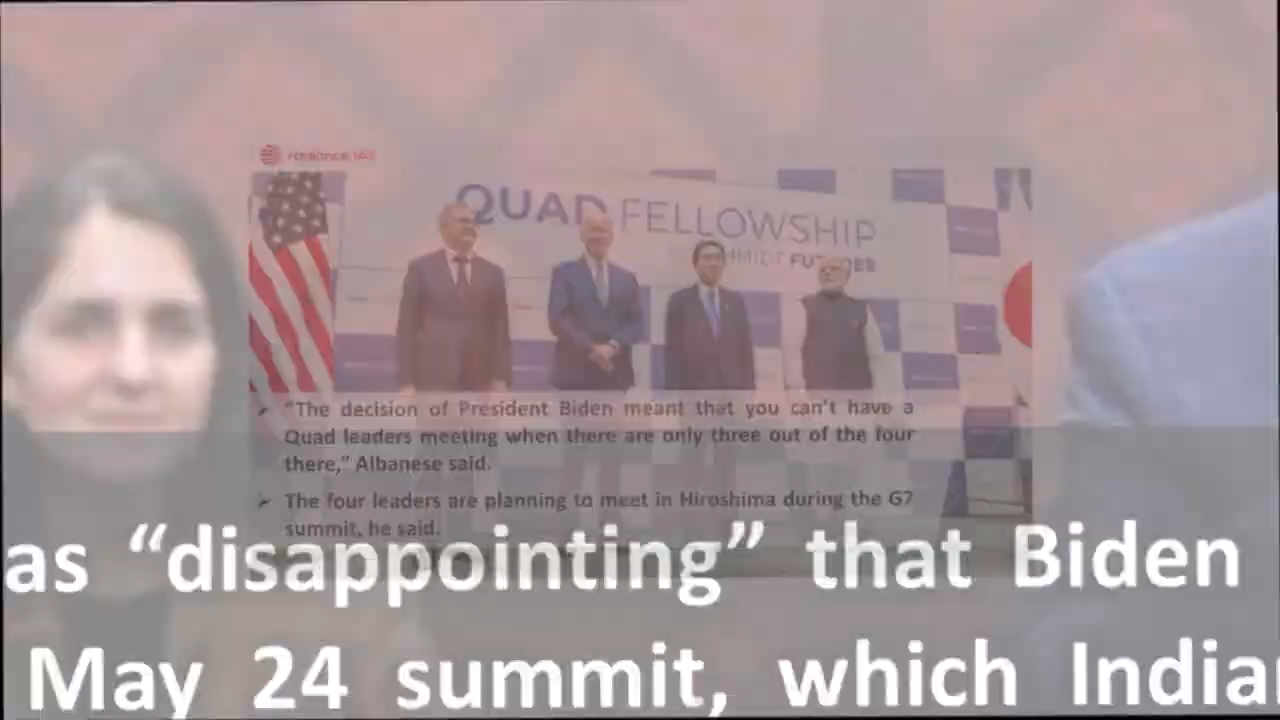 QUAD FELLOWSHIP
“The decision of President Biden meant that you can't have a
Quad leaders meeting when there are only three out of the four
there,” Albanese said.
The four leaders are planning to meet in Hiroshima during the G7
summit, he said.
as “disappointing” that Biden
May 24 summit, which India